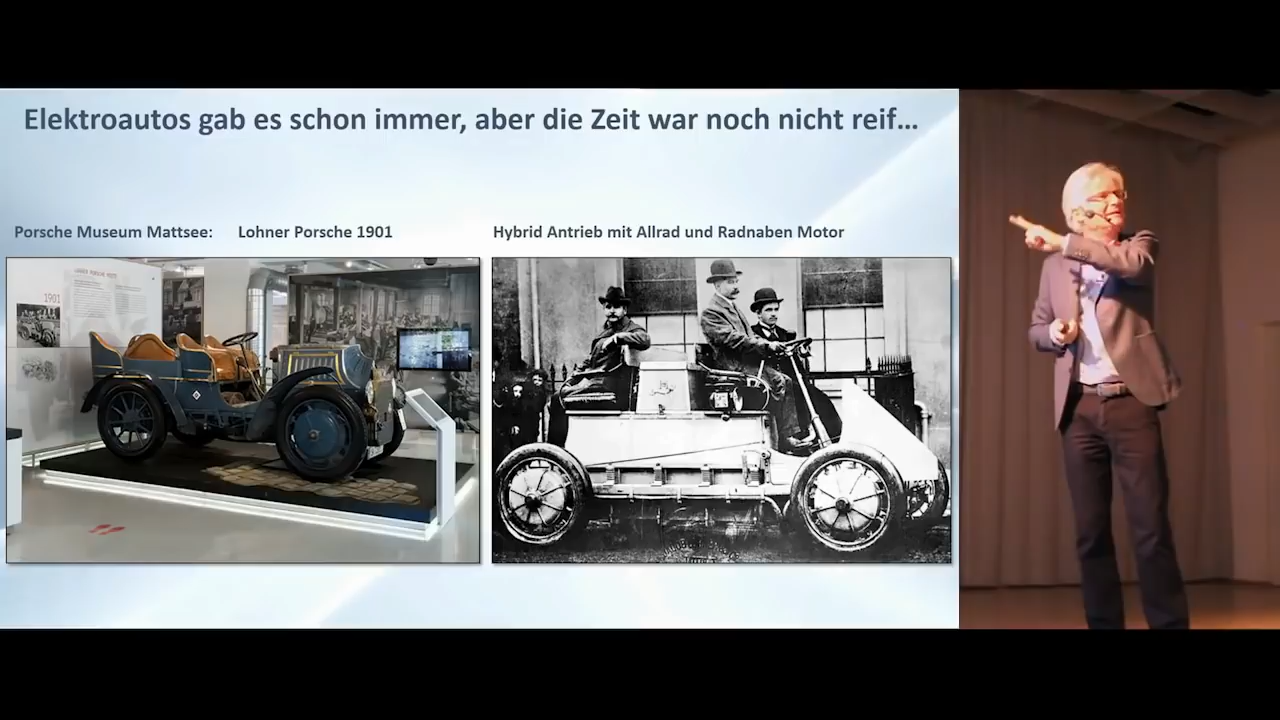 Elektroautos gab es schon immer, aber die Zeit war noch nicht reif...
Porsche Museum Mattsee: Lohner Porsche 1901
Hybrid Antrieb mit Allrad und Radnaben Motor
1901